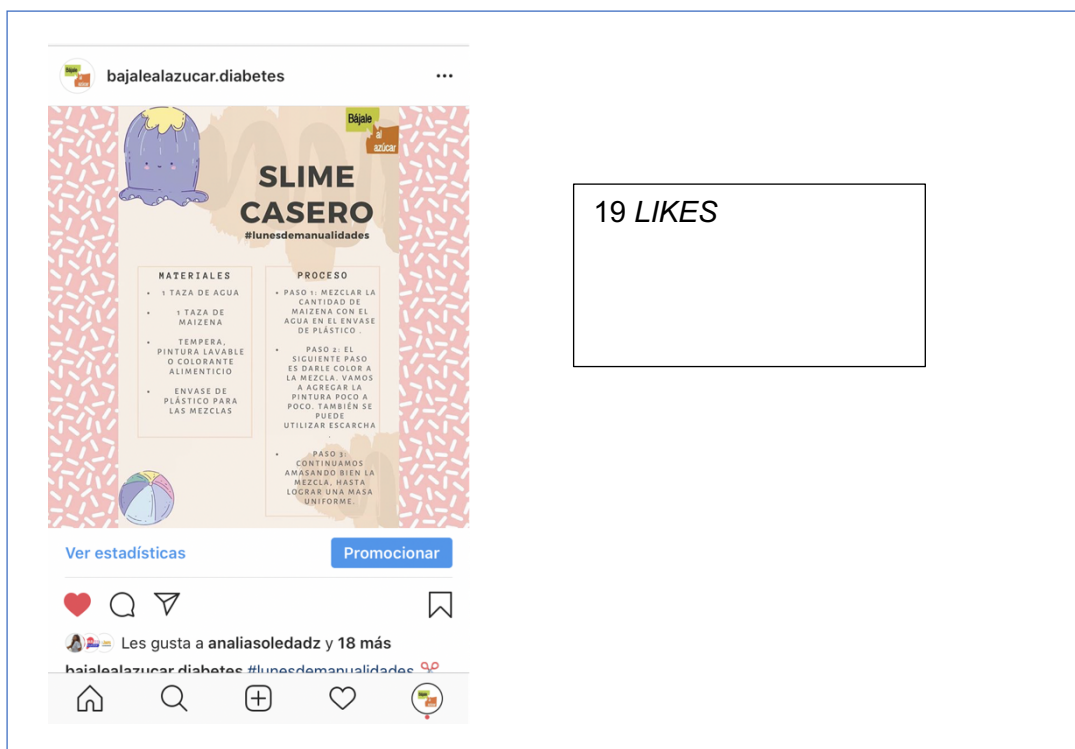 bajalealazucar.diabetes
Bájale
al
azúcar
SLIME
CASERO
#lunesdemanualidades
MATERIALES
• 1 TAZA DE AGUA
• 1 TAZA DE
MAIZENA
• TEMPERA,
PINTURA LAVABLE
O COLORANTE
ALIMENTICIO
• ENVASE DE
PLÁSTICO PARA
LAS MEZCLAS
PROCESO
• PASO 1: MEZCLAR LA
CANTIDAD DE
MAIZENA CON EL
AGUA EN EL ENVASE
DE PLÁSTICO .
• PASO 2: EL
SIGUIENTE PASO
ES DARLE COLOR A
LA MEZCLA. VAMOS
A AGREGAR LA
PINTURA POCO A
POCO. TAMBIÉN SE
PUEDE
UTILIZAR ESCARCHA
.
• PASO 3:
CONTINUAMOS
AMASANDO BIEN LA
MEZCLA, HASTA
LOGRAR UNA MASA
UNIFORME.
Ver estadísticas
Promocionar
Les gusta a analiasoledadz y 18 más
bajalealazucar.diabetes #lunesdemanualidades
19 LIKES